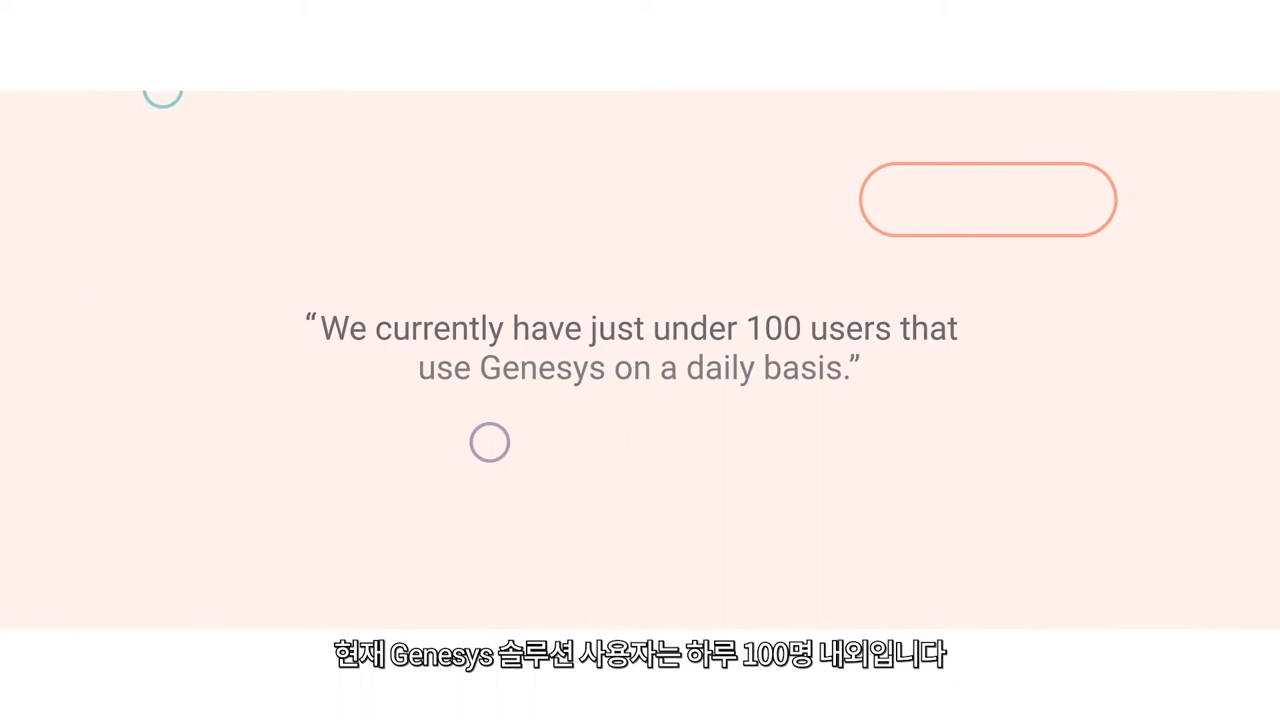 “We currently have just under 100 users that
use Genesys on a daily basis.”
현재 Genesys 솔루션 사용자는 하루 100명 내외입니다